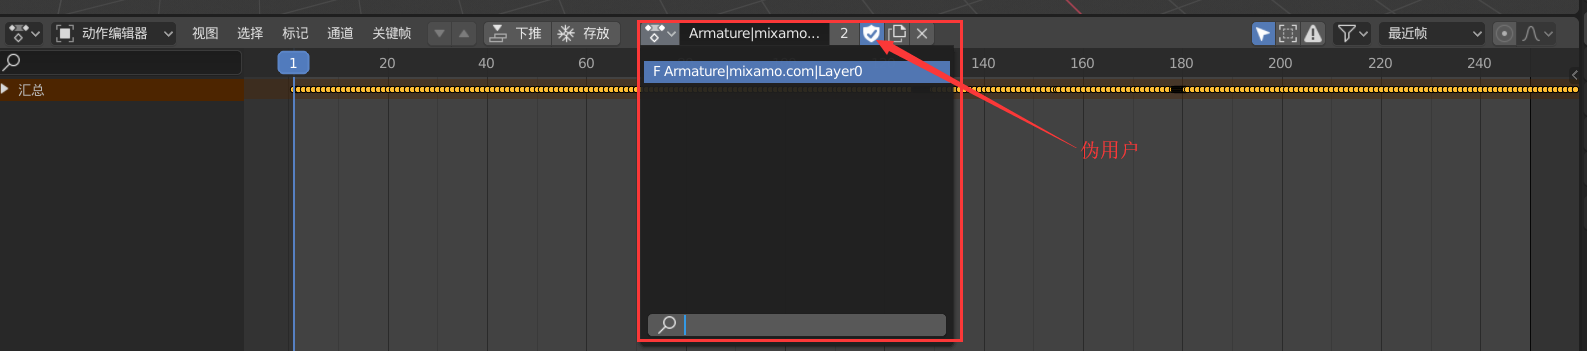 动作编辑器 视图 选择 标记 通道 关键帧 下推 存放 Armature|mixamo... 2 最近帧
1 20 40 60 140 160 180 200 220 240
F Armature|mixamo.com|Layer0
汇总
伪用户